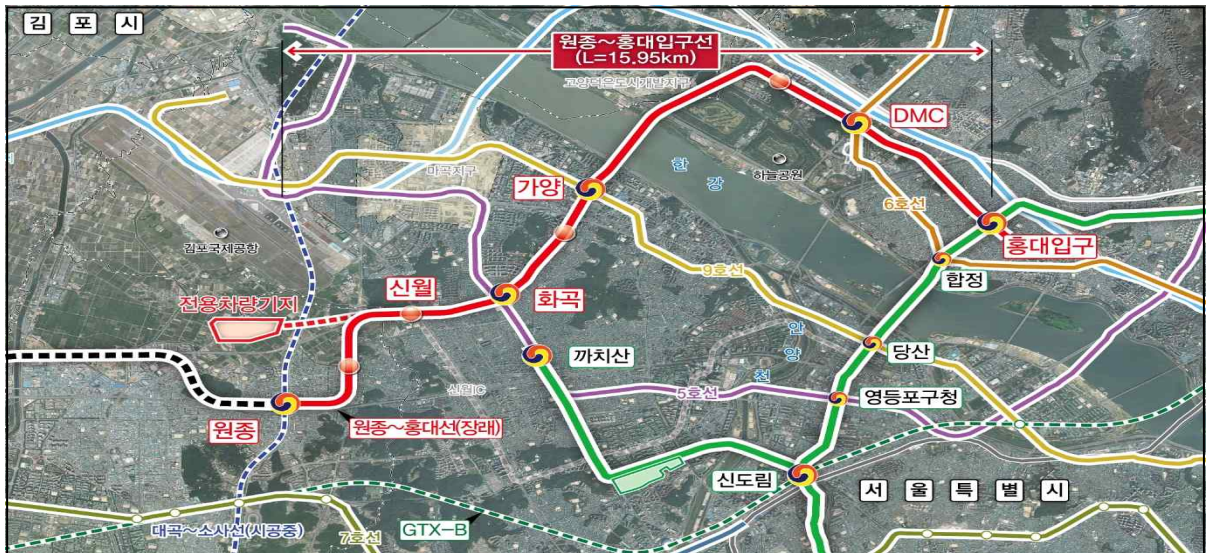 김포시
원종~홍대입구선
(L=15.95km)
고양덕은도시개발지구
DMC
한강
하늘공원
마곡지구
가양
6호선
홍대입구
합정
김포국제공항
9호선
신월
화곡
전용차량기지
안양천
당산
까치산
신월IC
5호선
영등포구청
원종
원종~홍대선(장래)
신도림
서울특별시
대곡~소사선(시공중)
7호선
GTX-B